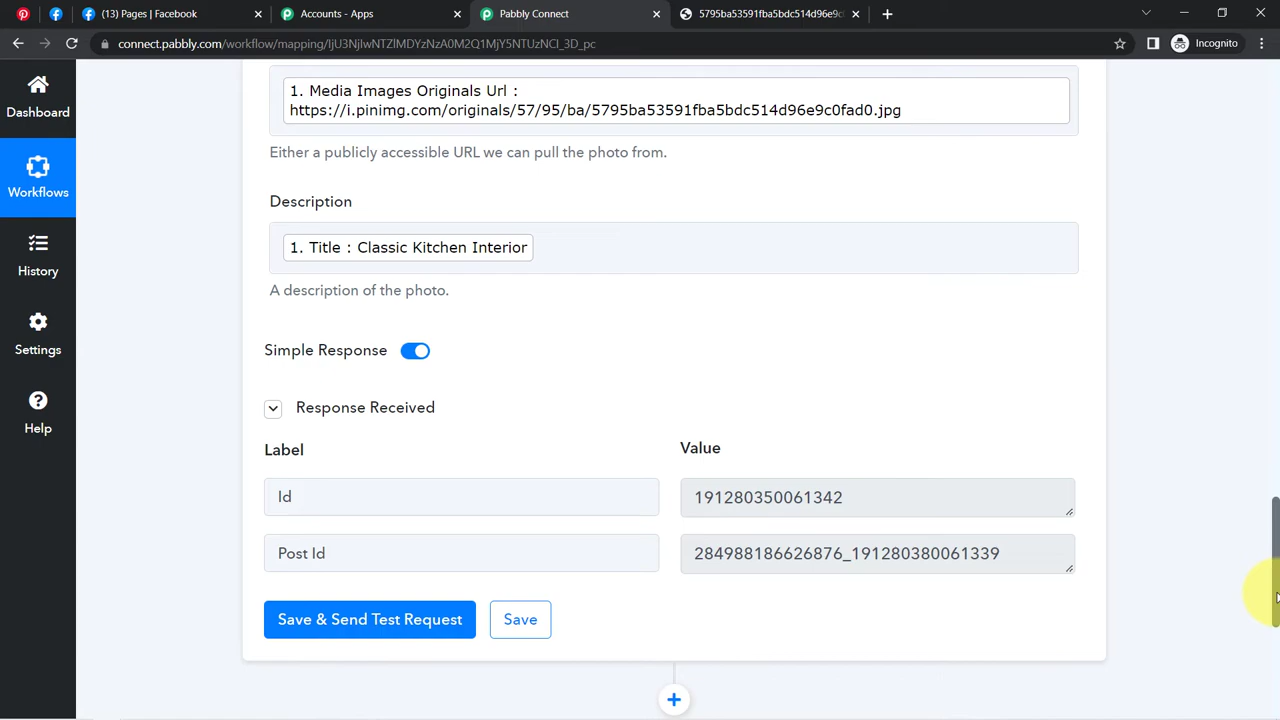 (13) Pages | Facebook
Accounts - Apps
Pabbly Connect
5795ba53591fba5bdc514d96e9c
connect.pabbly.com/workflow/mapping/
Incognito
Dashboard
Workflows
History
Settings
Help
1. Media Images Originals Url :
https://i.pinimg.com/originals/57/95/ba/5795ba53591fba5bdc514d96e9c0fad0.jpg
Either a publicly accessible URL we can pull the photo from.
Description
1. Title : Classic Kitchen Interior
A description of the photo.
Simple Response
Response Received
Label
Value
Id
191280350061342
Post Id
284988186626876_191280380061339
Save & Send Test Request
Save